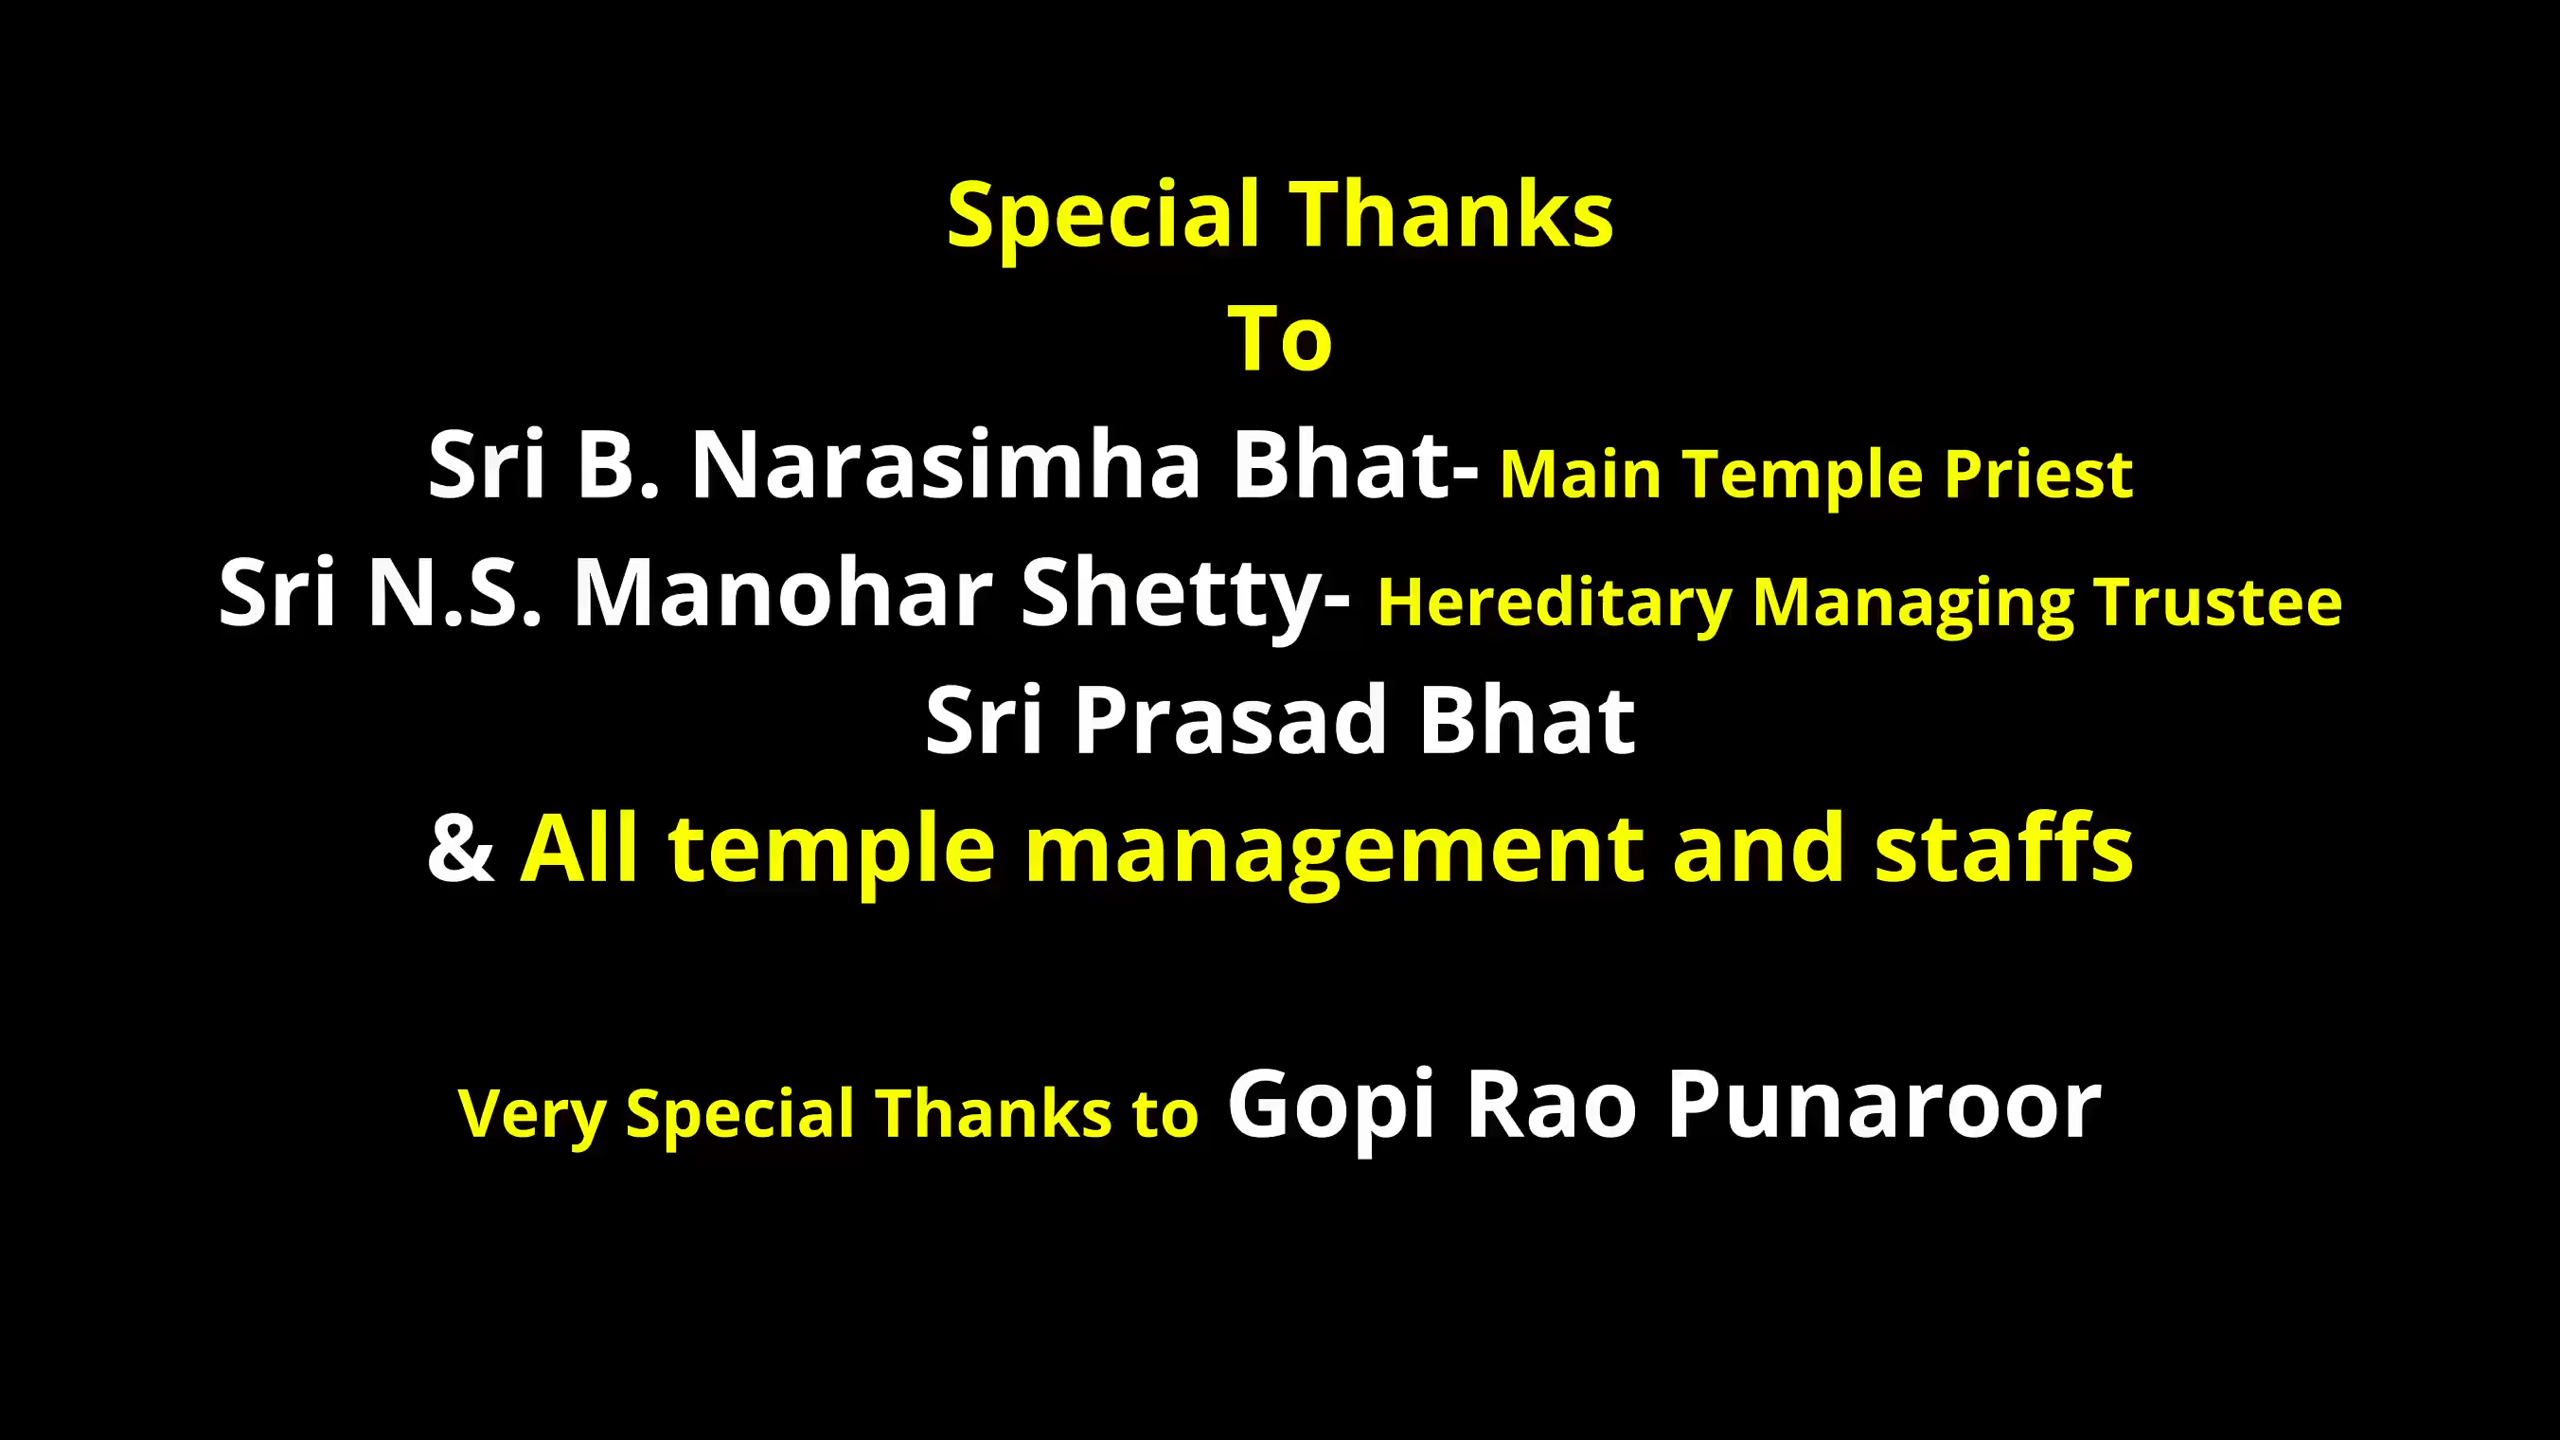 Special Thanks
To
Sri B. Narasimha Bhat- Main Temple Priest
Sri N.S. Manohar Shetty- Hereditary Managing Trustee
Sri Prasad Bhat
& All temple management and staffs
Very Special Thanks to Gopi Rao Punaroor